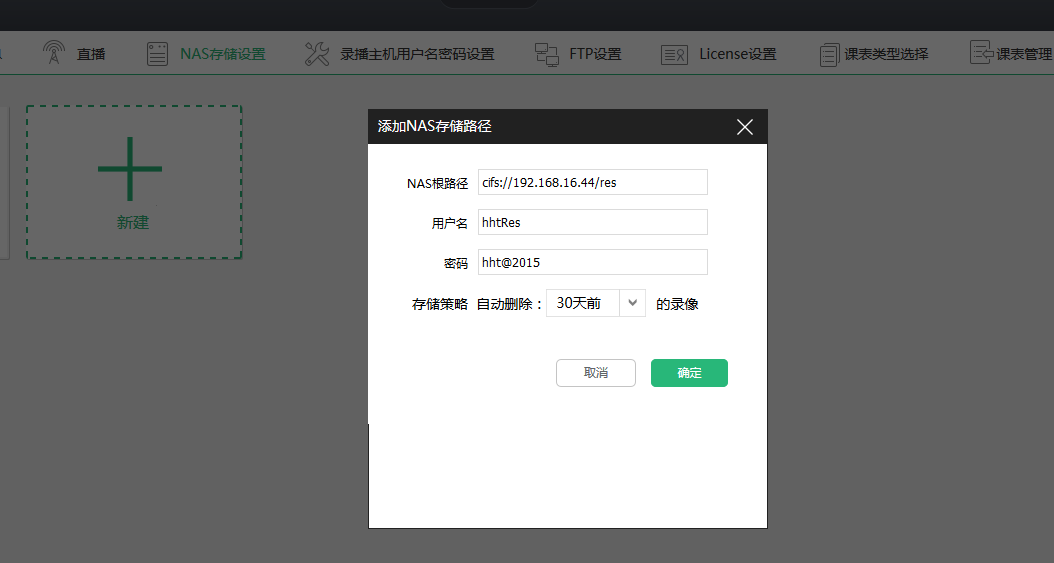 直播
NAS存储设置
录播主机用户名密码设置
FTP设置
License设置
课表类型选择
课表管理
新建
添加NAS存储路径
NAS根路径 cifs://192.168.16.44/res
用户名 hhtRes
密码 hht@2015
存储策略 自动删除：30天前 的录像
取消 确定